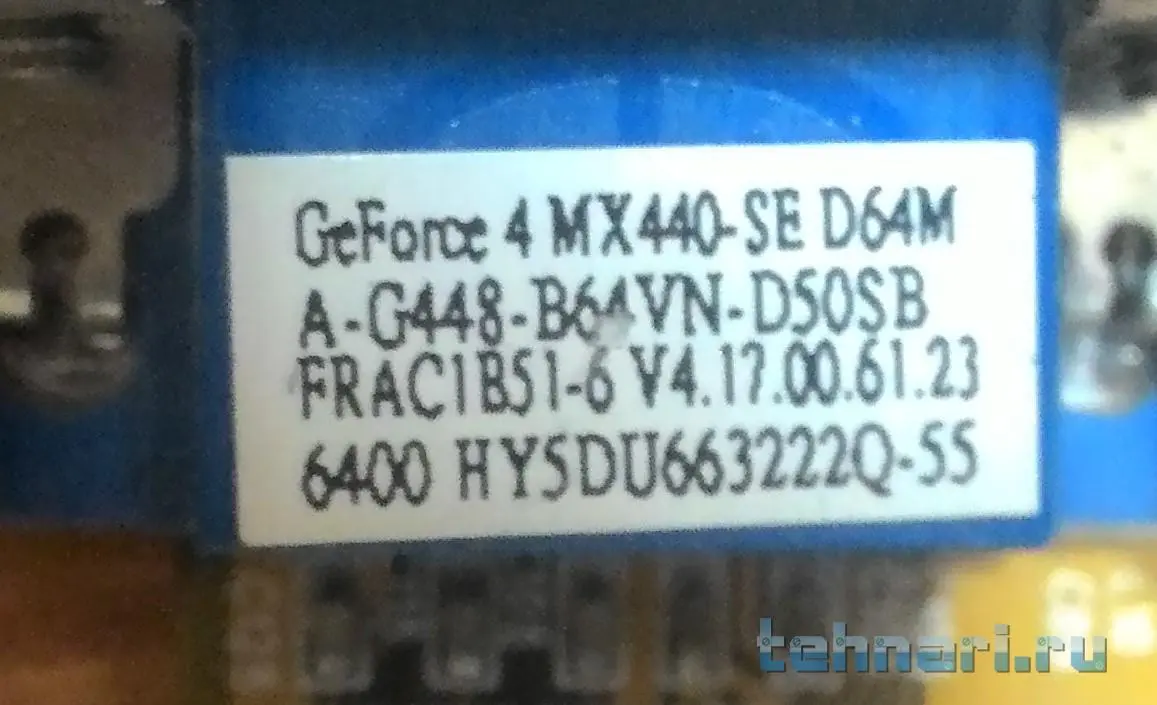 GeForce 4 MX440-SE D64M
A-G448-B64VN-D50SB
FRAC1B51-6 V4.17.00.61.23
6400 HY5DU663222Q-55
tehnari.ru